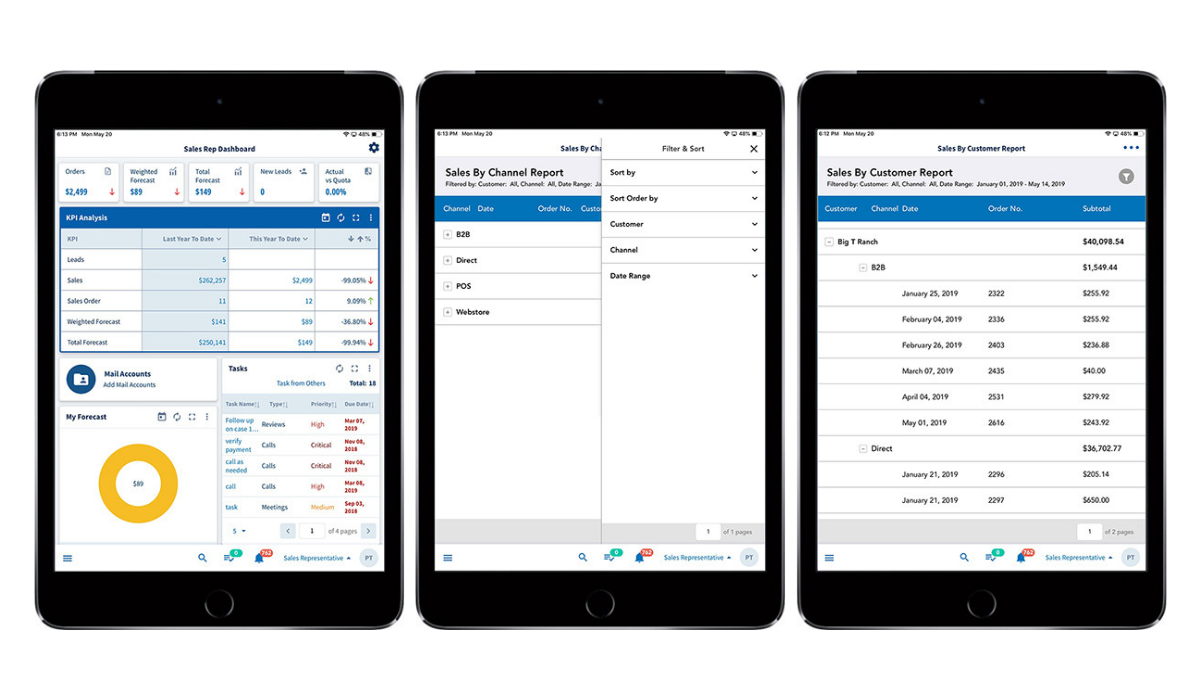 6:13 PM Mon May 20
48%
Sales Rep Dashboard
Orders
$2,499
Weighted
Forecast
$89
Total
Forecast
$149
New Leads
0
Actual
vs Quota
0.00%
KPI Analysis
KPI Last Year To Date This Year To Date %
Leads 5
Sales $262,257 $2,499 -99.05%
Sales Order 11 12 9.09%
Weighted Forecast $141 $89 -36.80%
Total Forecast $250,141 $149 -99.94%
Mail Accounts
Add Mail Accounts
My Forecast
$89
Tasks
Task from Others Total: 18
Task Name Type Priority Due Date
Follow up
on case 1... Reviews High Mar 07,
2019
verify
payment Calls Critical Nov 08,
2018
call as
needed Calls Critical Nov 08,
2018
call Calls High Mar 08,
2019
task Meetings Medium Sep 03,
2018
5 1 of 4 pages
0 762 Sales Representative PT
6:13 PM Mon May 20
48%
Sales By Cha
Sales By Channel Report
Filtered by: Customer: All, Channel: All, Date Range: Ja
Channel Date Order No. Custo
B2B
Direct
POS
Webstore
Filter & Sort
Sort by
Sort Order by
Customer
Channel
Date Range
1 of 1 pages
0 762 Sales Representative PT
6:12 PM Mon May 20
48%
Sales By Customer Report
Sales By Customer Report
Filtered by: Customer: All, Channel: All, Date Range: January 01, 2019 - May 14, 2019
Customer Channel Date Order No. Subtotal
Big T Ranch $40,098.54
B2B $1,549.44
January 25, 2019 2322 $255.92
February 04, 2019 2336 $255.92
February 26, 2019 2403 $236.88
March 07, 2019 2435 $40.00
April 04, 2019 2531 $279.92
May 01, 2019 2616 $243.92
Direct $36,702.77
January 21, 2019 2296 $205.14
January 21, 2019 2297 $650.00
1 of 2 pages
0 762 Sales Representative PT